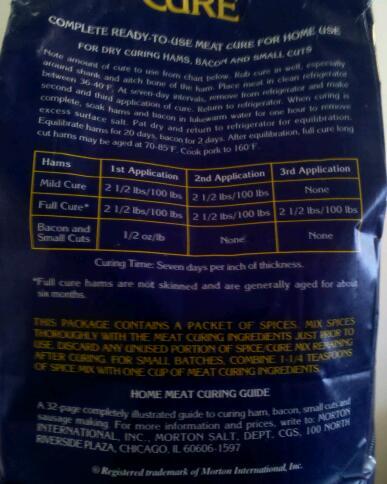 CURE
COMPLETE READY-TO-USE MEAT CURE FOR HOME USE
FOR DRY CURING HAMS, BACON AND SMALL CUTS
Note amount of cure to use from chart below. Rub cure in well, especially
around shank and aitch bone of the ham. Place meat in clean refrigerator
between 36-40°F. At seven-day intervals, remove from refrigerator and make
second and third application of cure. Return to refrigerator. When curing is
complete, soak hams and bacon in lukewarm water for one hour to remove
excess surface salt. Pat dry and return to refrigerator for equilibration.
Equilibrate hams for 20 days, bacon for 2 days. After equilibration, full cure long
cut hams may be aged at 70-85°F. Cook pork to 160°F.
Hams 1st Application 2nd Application 3rd Application
Mild Cure 2 1/2 lbs/100 lbs 2 1/2 lbs/100 lbs None
Full Cure* 2 1/2 lbs/100 lbs 2 1/2 lbs/100 lbs 2 1/2 lbs/100 lbs
Bacon and
Small Cuts 1/2 oz/lb None None
Curing Time: Seven days per inch of thickness.
*Full cure hams are not skinned and are generally aged for about
six months.
THIS PACKAGE CONTAINS A PACKET OF SPICES. MIX SPICES
THOROUGHLY WITH THE MEAT CURING INGREDIENTS JUST PRIOR TO
USE. DISCARD ANY UNUSED PORTION OF SPICE/CURE MIX REMAINING
AFTER CURING. FOR SMALL BATCHES, COMBINE 1-1/4 TEASPOONS
OF SPICE MIX WITH ONE CUP OF MEAT CURING INGREDIENTS.
HOME MEAT CURING GUIDE
A 32-page completely illustrated guide to curing ham, bacon, small cuts and
sausage making. For more information and prices, write to: MORTON
INTERNATIONAL, INC., MORTON SALT, DEPT. CGS, 100 NORTH
RIVERSIDE PLAZA, CHICAGO, IL 60606-1597
® Registered trademark of Morton International, Inc.